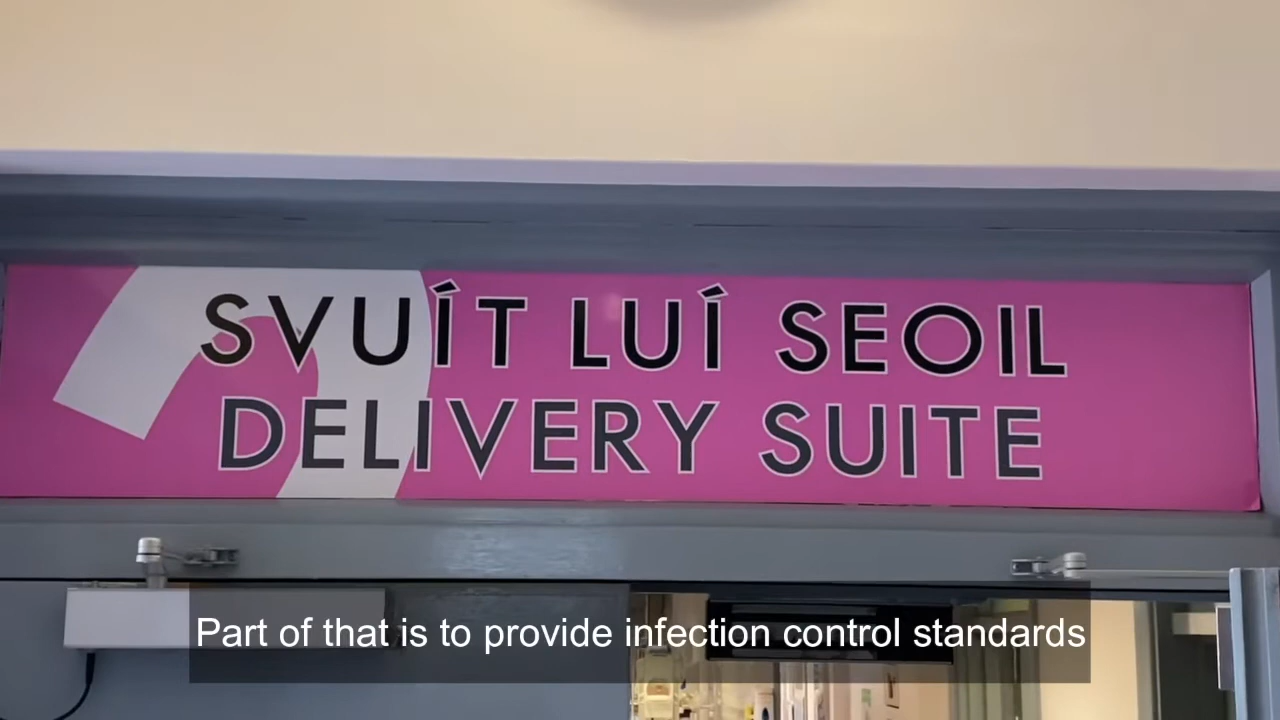 SVUÍT LUÍ SEOIL
DELIVERY SUITE
Part of that is to provide infection control standards